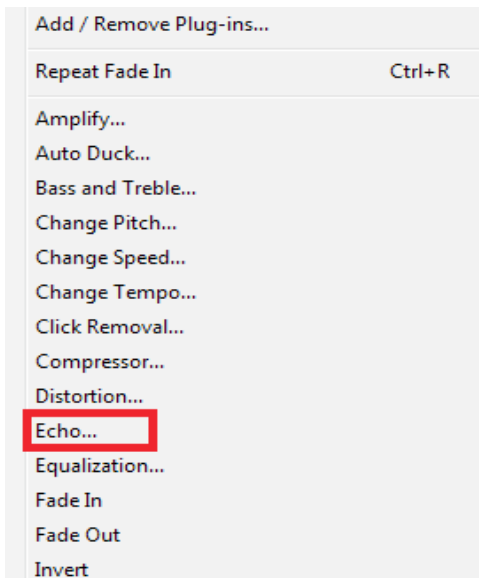 Add / Remove Plug-ins...
Repeat Fade In Ctrl+R
Amplify...
Auto Duck...
Bass and Treble...
Change Pitch...
Change Speed...
Change Tempo...
Click Removal...
Compressor...
Distortion...
Echo...
Equalization...
Fade In
Fade Out
Invert